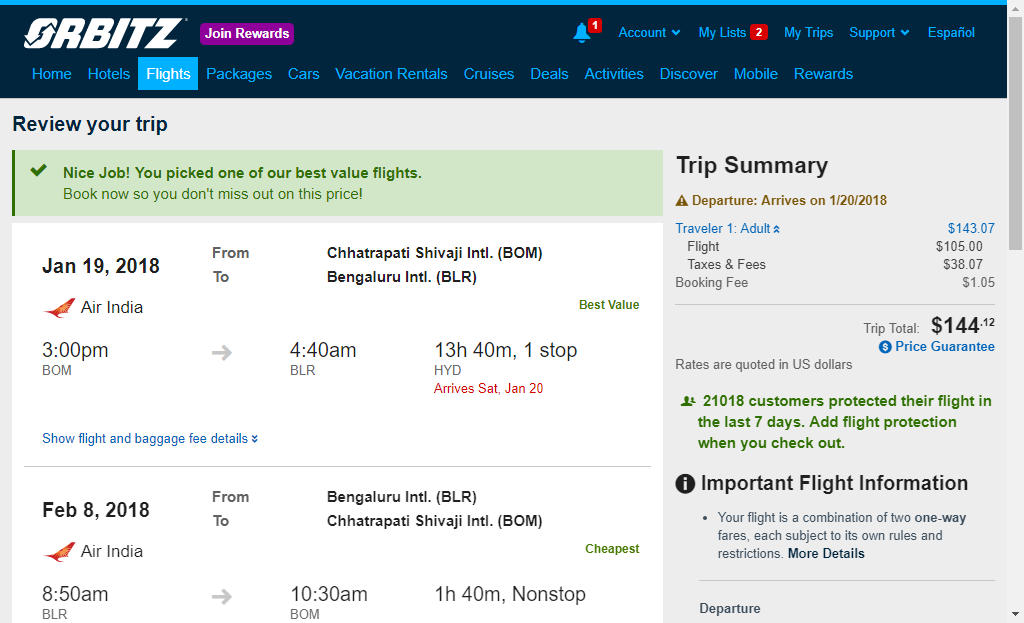 ORBITZ
Join Rewards
1
Account
My Lists 2
My Trips
Support
Español
Home Hotels Flights Packages Cars Vacation Rentals Cruises Deals Activities Discover Mobile Rewards
Review your trip
Nice Job! You picked one of our best value flights.
Book now so you don't miss out on this price!
Jan 19, 2018
From Chhatrapati Shivaji Intl. (BOM)
To Bengaluru Intl. (BLR)
Air India
Best Value
3:00pm 4:40am 13h 40m, 1 stop
BOM BLR HYD
Arrives Sat, Jan 20
Show flight and baggage fee details
Feb 8, 2018
From Bengaluru Intl. (BLR)
To Chhatrapati Shivaji Intl. (BOM)
Air India
Cheapest
8:50am 10:30am 1h 40m, Nonstop
BLR BOM
Trip Summary
Departure: Arrives on 1/20/2018
Traveler 1: Adult $143.07
Flight $105.00
Taxes & Fees $38.07
Booking Fee $1.05
Trip Total: $144.12
Price Guarantee
Rates are quoted in US dollars
21018 customers protected their flight in
the last 7 days. Add flight protection
when you check out.
Important Flight Information
• Your flight is a combination of two one-way
fares, each subject to its own rules and
restrictions. More Details
Departure